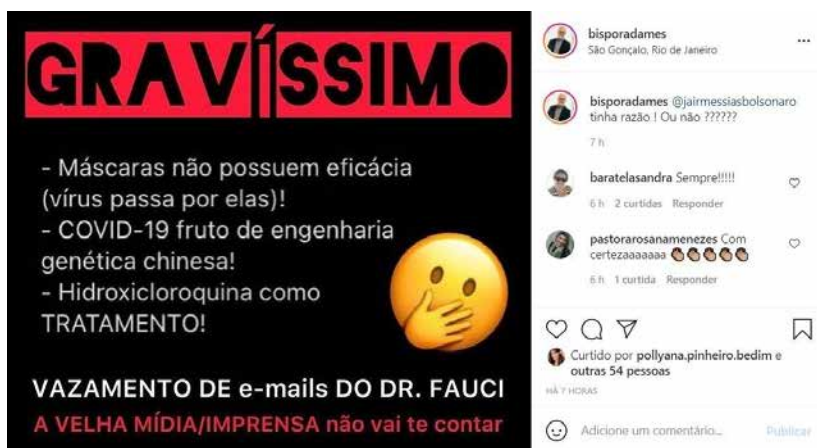 GRAVÍSSIMO
- Máscaras não possuem eficácia
(vírus passa por elas)!
- COVID-19 fruto de engenharia
genética chinesa!
- Hidroxicloroquina como
TRATAMENTO!
VAZAMENTO DE e-mails DO DR. FAUCI
A VELHA MÍDIA/IMPRENSA não vai te contar
bisporadames
São Gonçalo, Rio de Janeiro
bisporadames @jairmessiasbolsonaro
tinha razão ! Ou não ??????
7 h
baratelasandra Sempre!!!!!
6 h 2 curtidas Responder
pastorarosanamenezes Com
certezaaaaaaa 👏🏽👏🏽👏🏽👏🏽👏🏽
6 h 1 curtida Responder
Curtido por pollyana.pinheiro.bedim e
outras 54 pessoas
HÁ 7 HORAS
Adicione um comentário... Publicar